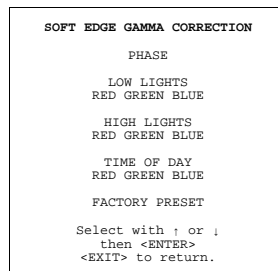 SOFT EDGE GAMMA CORRECTION
PHASE
LOW LIGHTS
RED GREEN BLUE
HIGH LIGHTS
RED GREEN BLUE
TIME OF DAY
RED GREEN BLUE
FACTORY PRESET
Select with ↑ or ↓
then <ENTER>
<EXIT> to return.